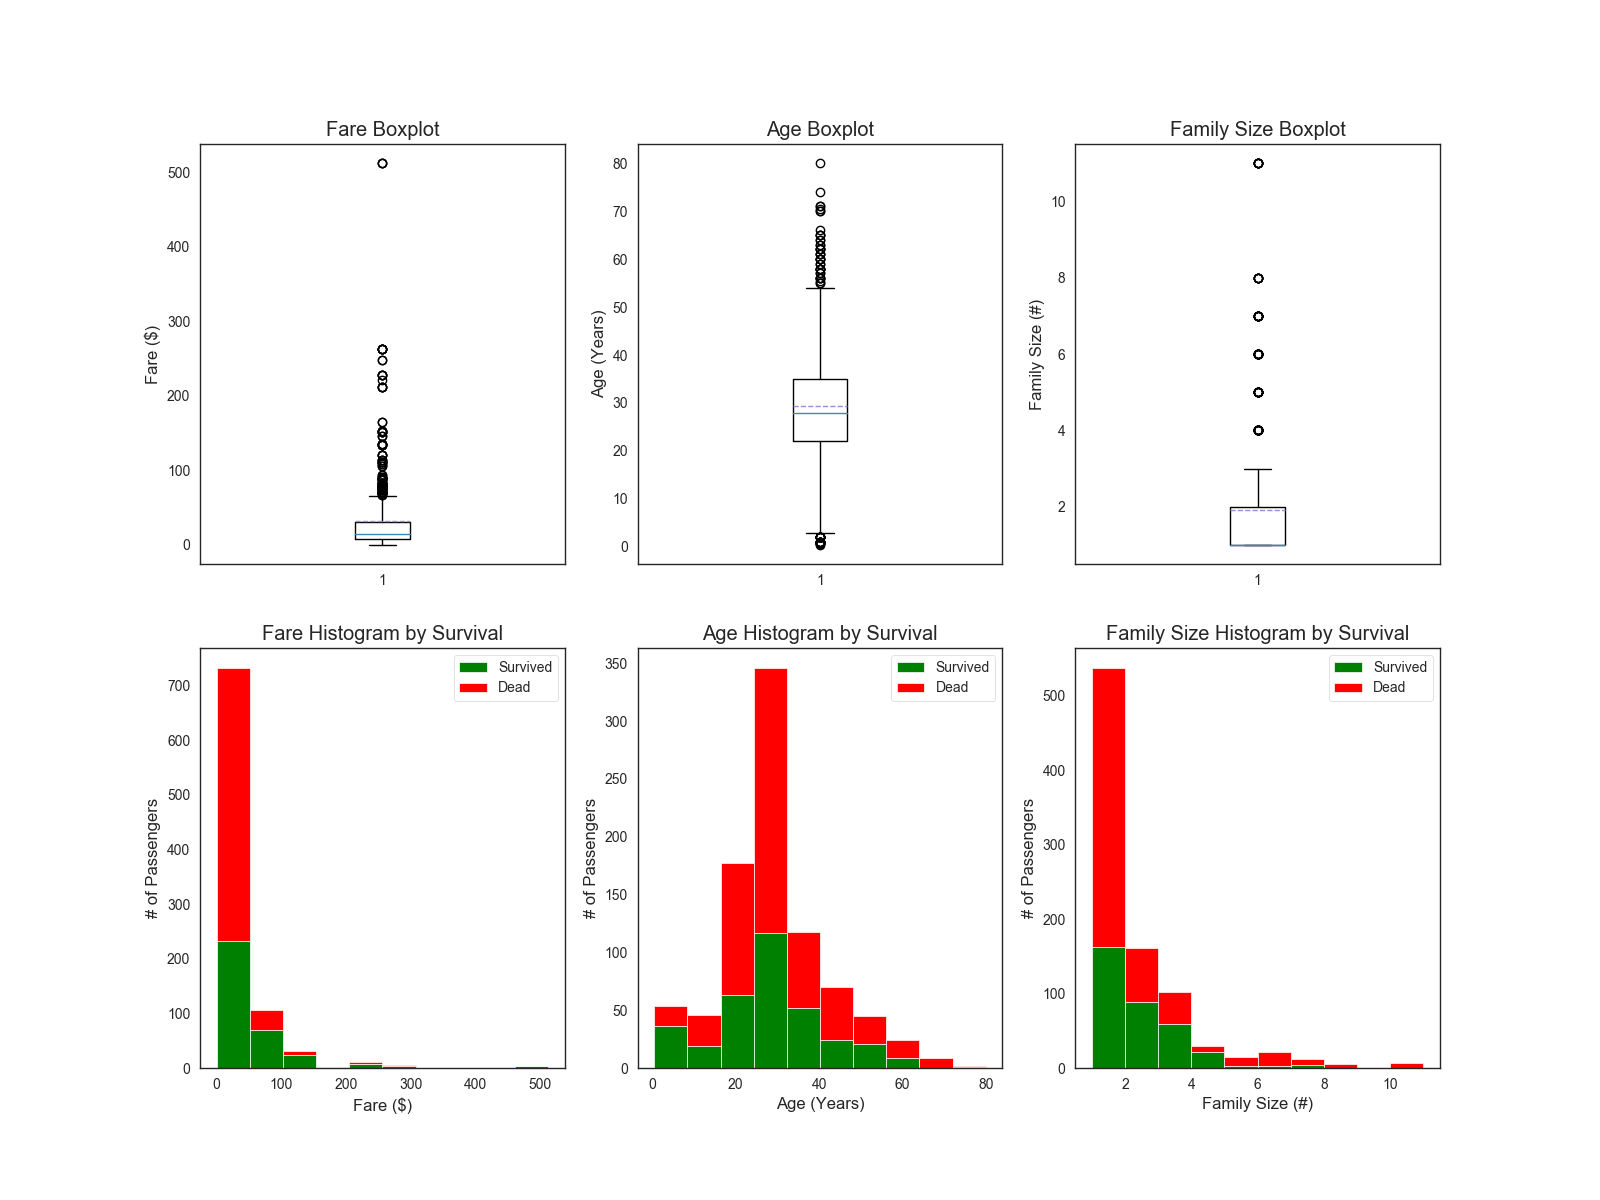 Fare Boxplot
Fare ($)
500
400
300
200
100
0
1
Age Boxplot
Age (Years)
80
70
60
50
40
30
20
10
0
1
Family Size Boxplot
Family Size (#)
10
8
6
4
2
1
Fare Histogram by Survival
# of Passengers
700
600
500
400
300
200
100
0
Survived
Dead
0 100 200 300 400 500
Fare ($)
Age Histogram by Survival
# of Passengers
350
300
250
200
150
100
50
0
Survived
Dead
0 20 40 60 80
Age (Years)
Family Size Histogram by Survival
# of Passengers
500
400
300
200
100
0
Survived
Dead
2 4 6 8 10
Family Size (#)